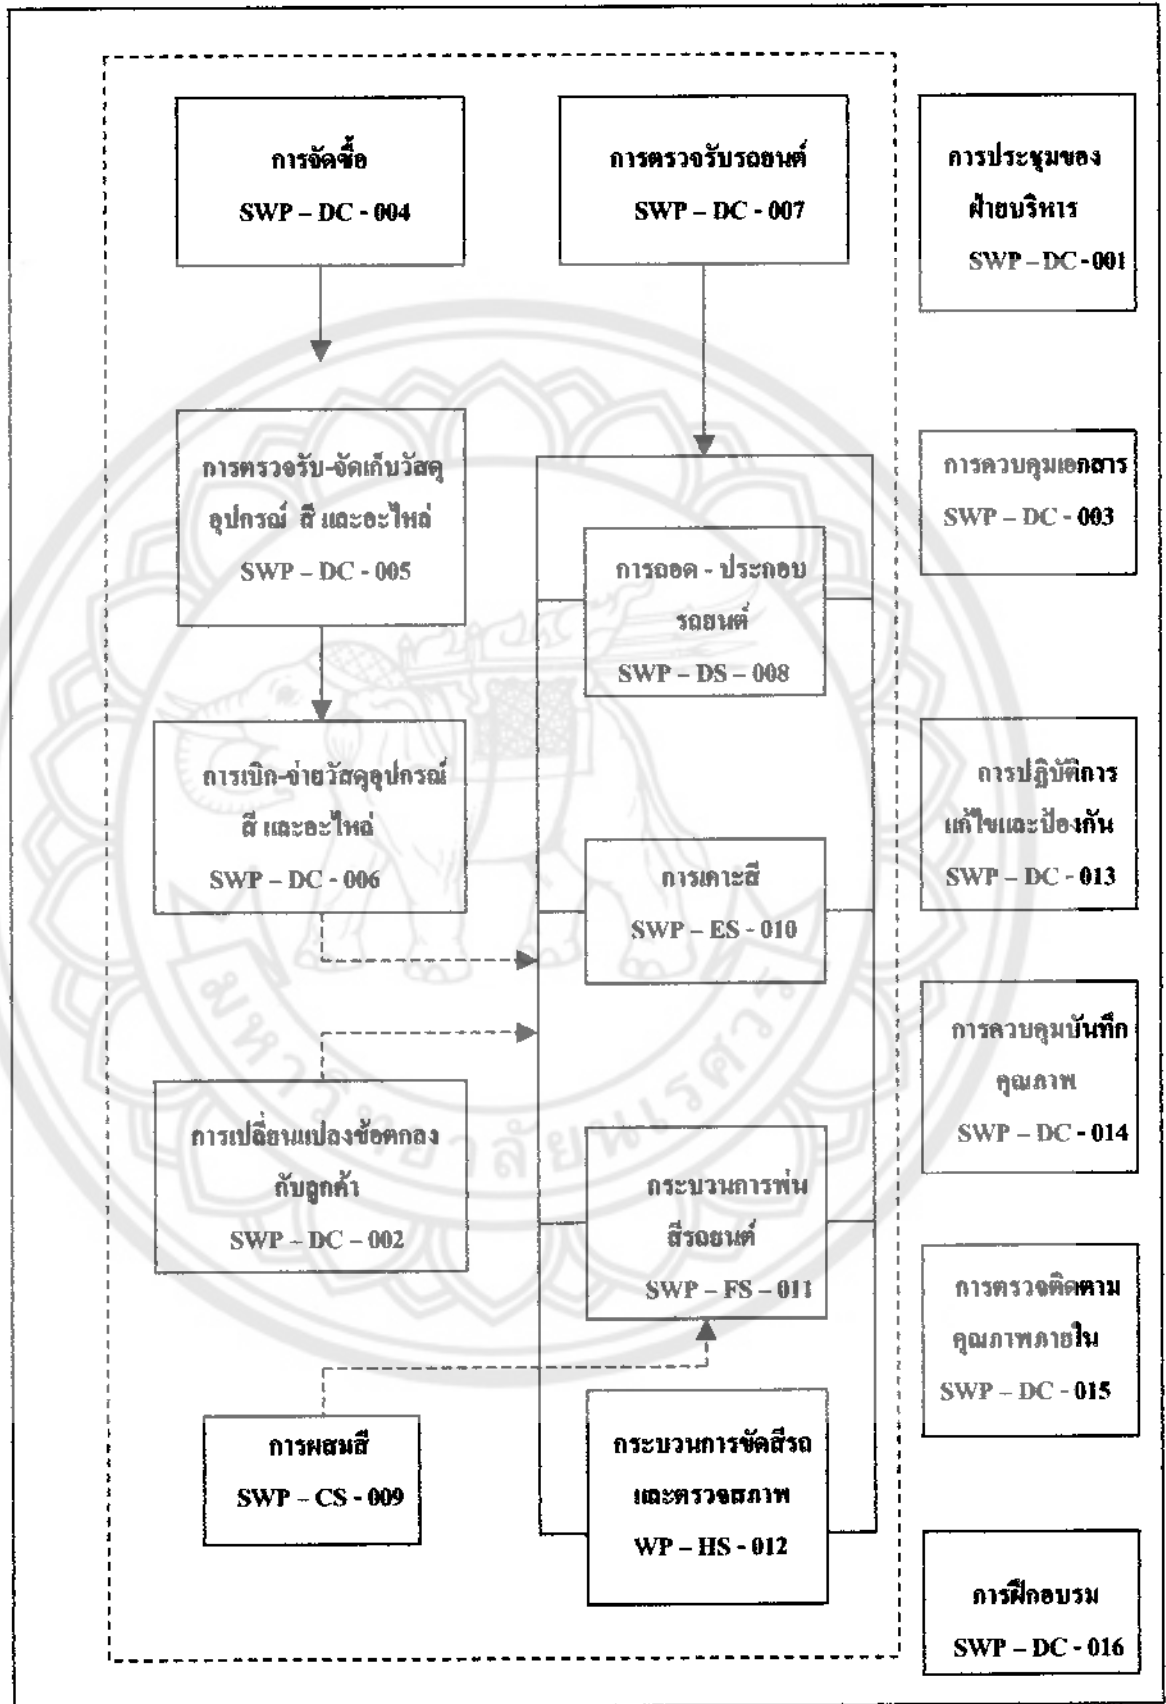 การจัดซื้อ
SWP – DC - 004
การตรวจรับรถยนต์
SWP – DC - 007
การประชุมของ
ฝ่ายบริหาร
SWP – DC - 001
การตรวจรับ-จัดเก็บวัสดุ
อุปกรณ์ สี และอะไหล่
SWP – DC - 005
การถอด - ประกอบ
รถยนต์
SWP – DS – 008
การควบคุมเอกสาร
SWP – DC - 003
การเบิก-จ่ายวัสดุอุปกรณ์
สี และอะไหล่
SWP – DC - 006
การเคาะสี
SWP – ES - 010
การปฏิบัติการ
แก้ไขและป้องกัน
SWP – DC - 013
การเปลี่ยนแปลงข้อตกลง
กับลูกค้า
SWP – DC – 002
กระบวนการพ่น
สีรถยนต์
SWP – FS – 011
การควบคุมบันทึก
คุณภาพ
SWP – DC - 014
การผสมสี
SWP – CS - 009
กระบวนการขัดสีรถ
และตรวจสภาพ
WP – HS - 012
การตรวจติดตาม
คุณภาพภายใน
SWP – DC - 015
การฝึกอบรม
SWP – DC - 016
มหาวิทยาลัยนเรศวร